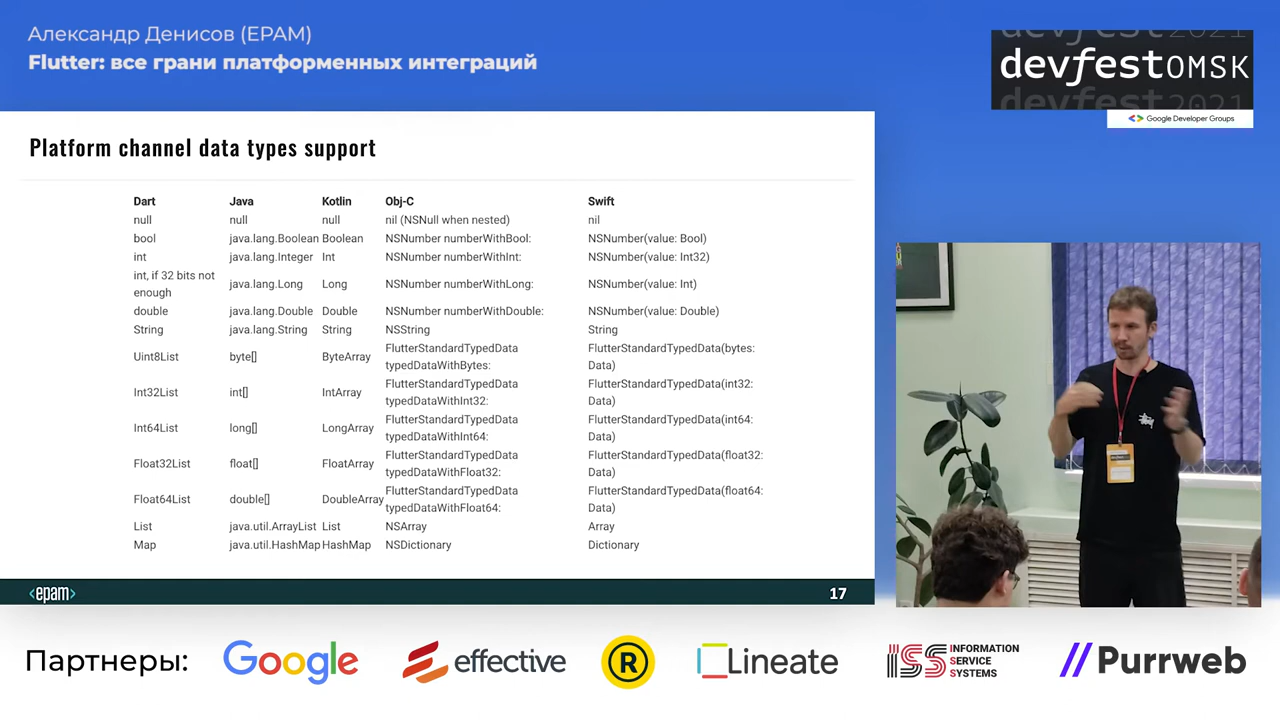 Александр Денисов (EPAM)
Flutter: все грани платформенных интеграций
devfest 2021
devfest OMSK
devfest 2021
Google Developer Groups
Platform channel data types support
Dart Java Kotlin Obj-C Swift
null null null nil (NSNull when nested) nil
bool java.lang.Boolean Boolean NSNumber numberWithBool: NSNumber(value: Bool)
int java.lang.Integer Int NSNumber numberWithInt: NSNumber(value: Int32)
int, if 32 bits not
enough java.lang.Long Long NSNumber numberWithLong: NSNumber(value: Int)
double java.lang.Double Double NSNumber numberWithDouble: NSNumber(value: Double)
String java.lang.String String NSString String
Uint8List byte[] ByteArray FlutterStandardTypedData FlutterStandardTypedData(bytes:
typedDataWithBytes: Data)
Int32List int[] IntArray FlutterStandardTypedData FlutterStandardTypedData(int32:
typedDataWithInt32: Data)
Int64List long[] LongArray FlutterStandardTypedData FlutterStandardTypedData(int64:
typedDataWithInt64: Data)
Float32List float[] FloatArray FlutterStandardTypedData FlutterStandardTypedData(float32:
typedDataWithFloat32: Data)
Float64List double[] DoubleArray FlutterStandardTypedData FlutterStandardTypedData(float64:
typedDataWithFloat64: Data)
List java.util.ArrayList List NSArray Array
Map java.util.HashMap HashMap NSDictionary Dictionary
<epam> 17
Партнеры: Google effective R Lineate ISS INFORMATION
SERVICE
SYSTEMS
Purrweb